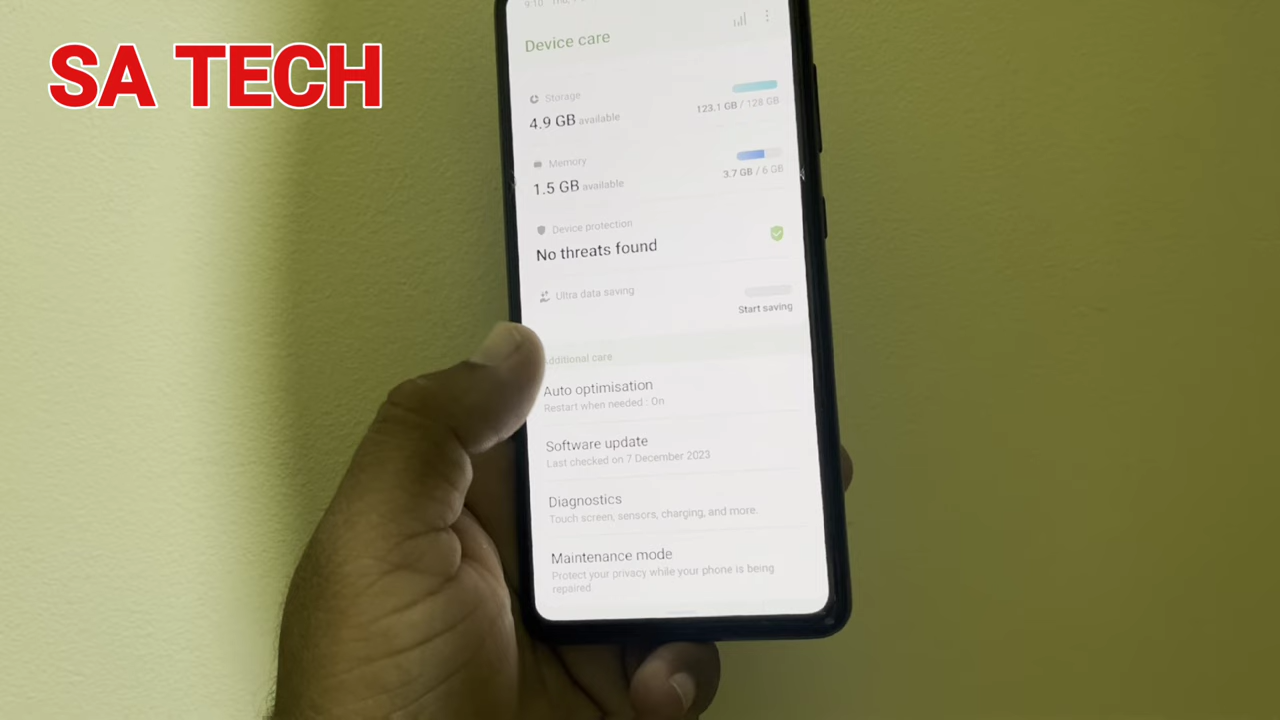 SA TECH
9:10
Device care
Storage
4.9 GB available
123.1 GB / 128 GB
Memory
1.5 GB available
3.7 GB / 6 GB
Device protection
No threats found
Ultra data saving
Start saving
Additional care
Auto optimisation
Restart when needed : On
Software update
Last checked on 7 December 2023
Diagnostics
Touch screen, sensors, charging, and more.
Maintenance mode
Protect your privacy while your phone is being
repaired